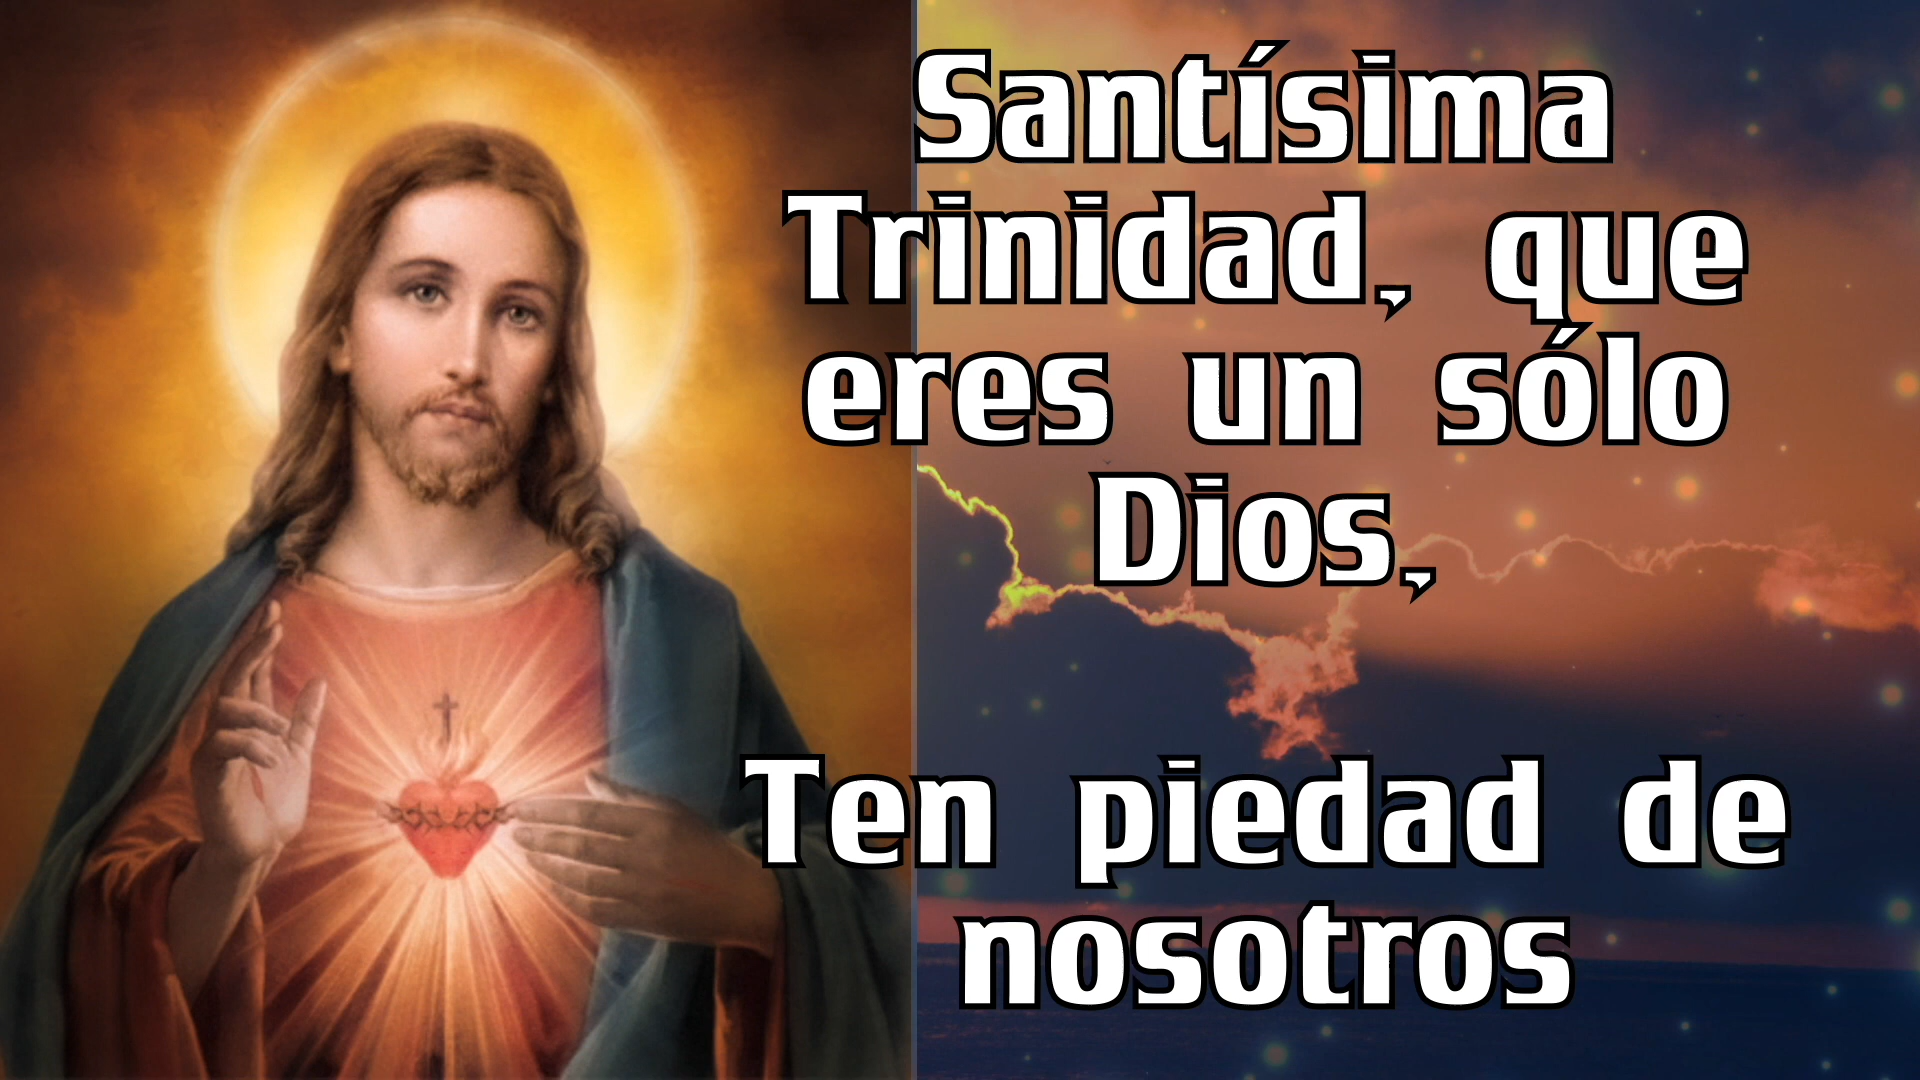 Santísima
Trinidad, que
eres un sólo
Dios,
Ten piedad de
nosotros